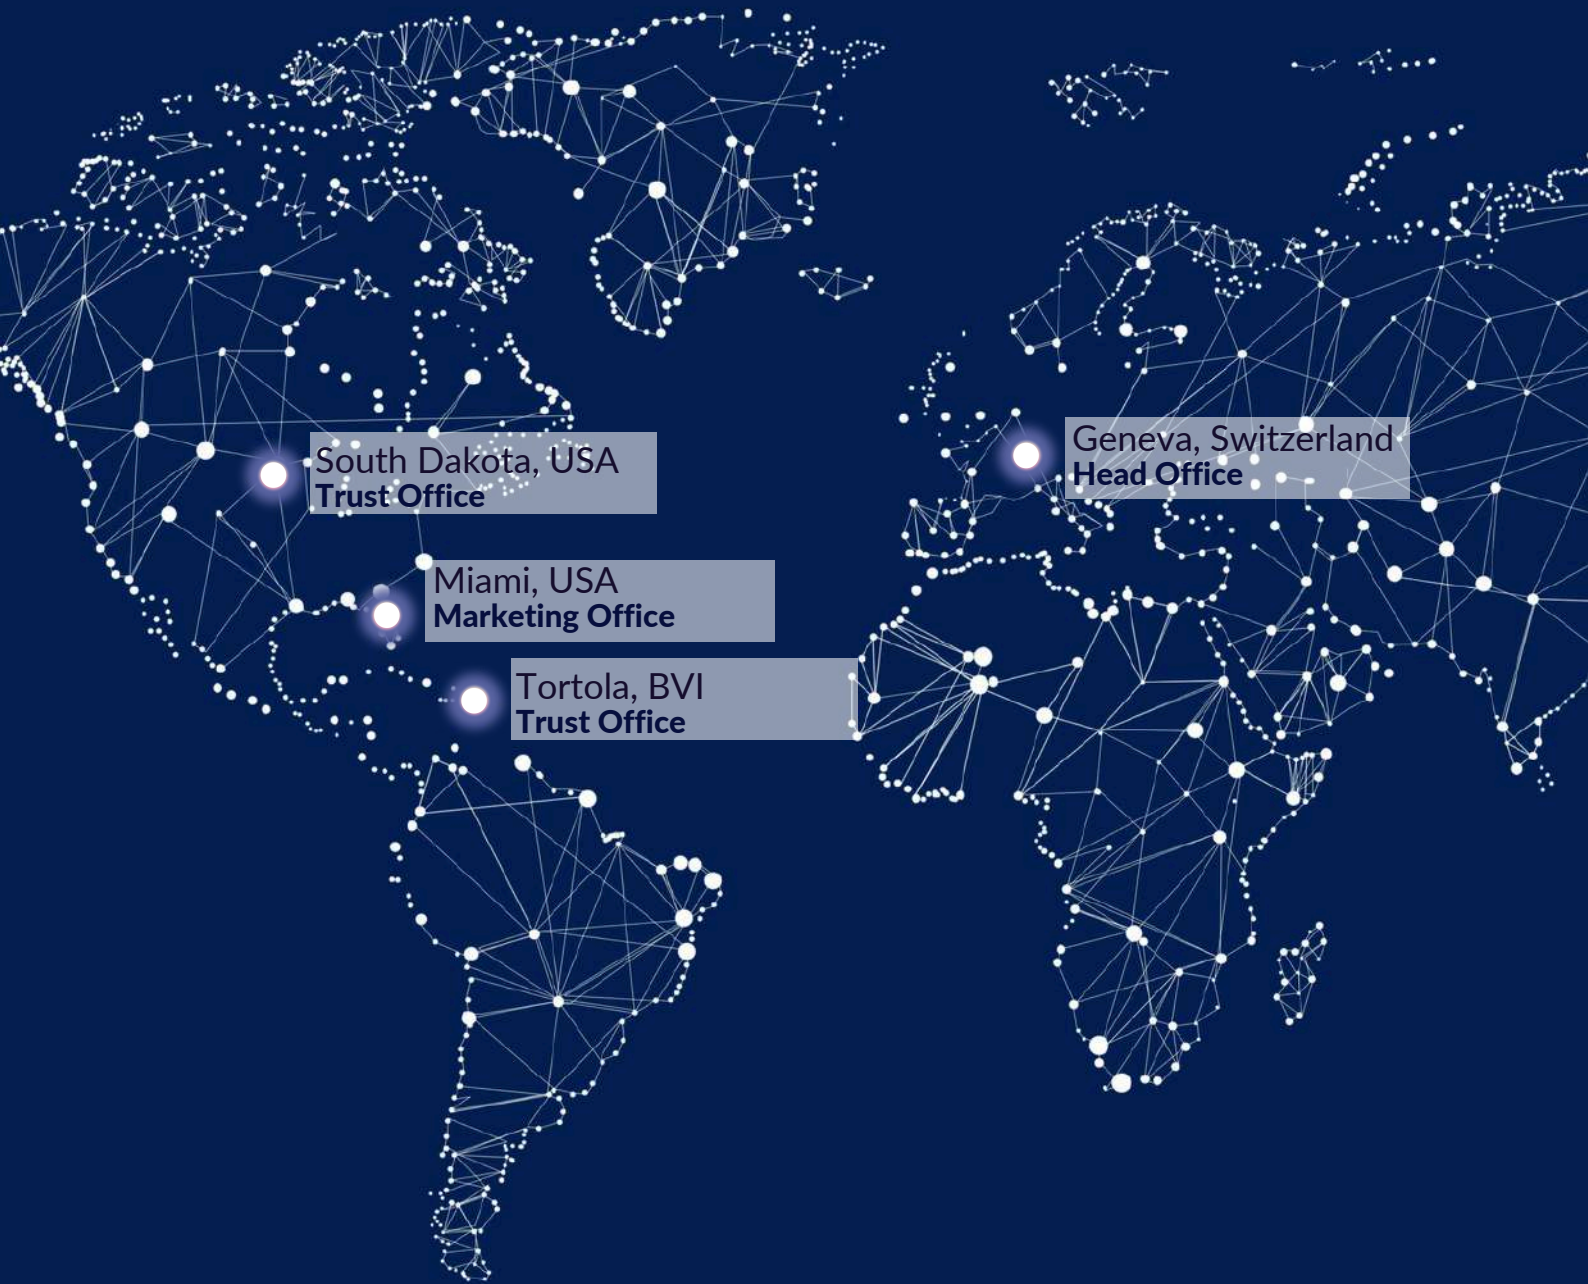 Geneva, Switzerland
Head Office
South Dakota, USA
Trust Office
Miami, USA
Marketing Office
Tortola, BVI
Trust Office